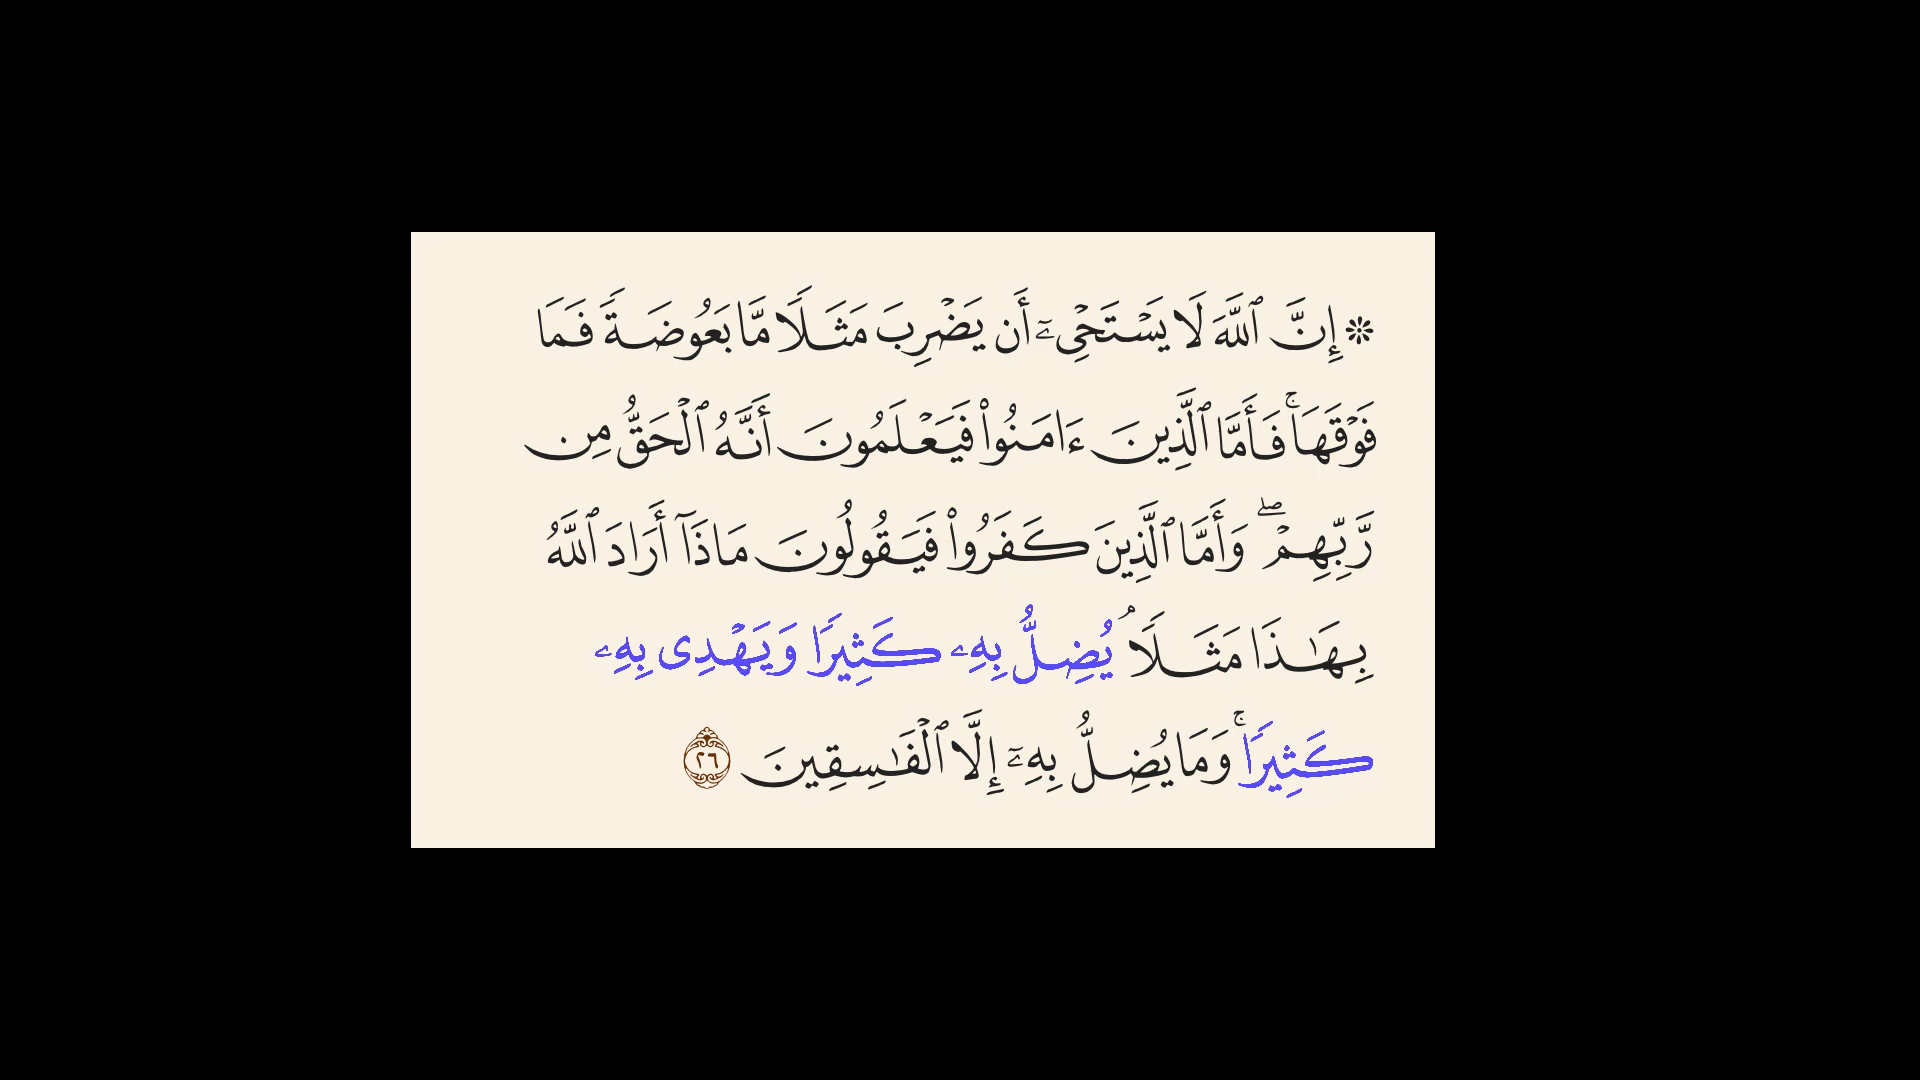 ۞ إِنَّ ٱللَّهَ لَا يَسۡتَحۡيِۦٓ أَن يَضۡرِبَ مَثَلٗا مَّا بَعُوضَةٗ فَمَا
فَوۡقَهَاۚ فَأَمَّا ٱلَّذِينَ ءَامَنُواْ فَيَعۡلَمُونَ أَنَّهُ ٱلۡحَقُّ مِن
رَّبِّهِمۡۖ وَأَمَّا ٱلَّذِينَ كَفَرُواْ فَيَقُولُونَ مَاذَآ أَرَادَ ٱللَّهُ
بِهَٰذَا مَثَلٗاۘ يُضِلُّ بِهِۦ كَثِيرٗا وَيَهۡدِي بِهِۦ
كَثِيرٗاۚ وَمَا يُضِلُّ بِهِۦٓ إِلَّا ٱلۡفَٰسِقِينَ ٢٦